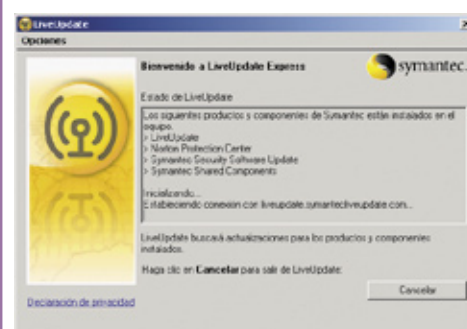 LiveUpdate
Opciones
Bienvenido a LiveUpdate Express
symantec.
Estado de LiveUpdate
Los siguientes productos y componentes de Symantec están instalados en el
equipo.
> LiveUpdate
> Norton Protection Center
> Symantec Security Software Update
> Symantec Shared Components
Inicializando...
Estableciendo conexión con liveupdate.symantecliveupdate.com...
LiveUpdate buscará actualizaciones para los productos y componentes
instalados.
Haga clic en Cancelar para salir de LiveUpdate.
Cancelar
Declaración de privacidad